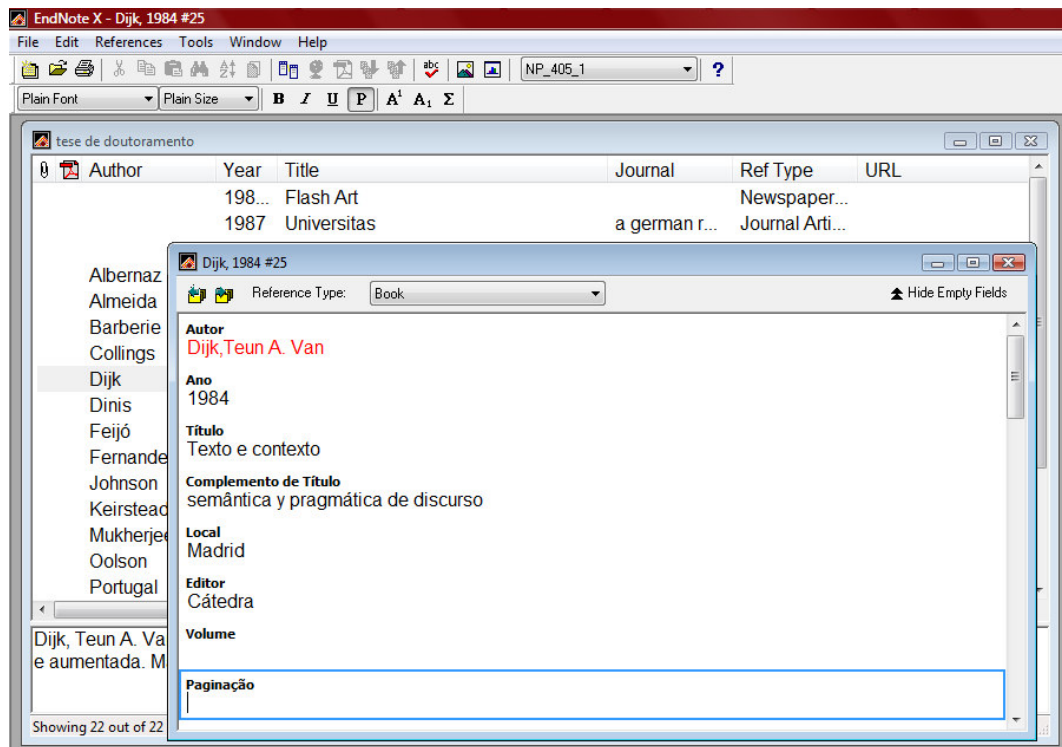 EndNote X - Dijk, 1984 #25
File Edit References Tools Window Help
abc NP_405_1 ?
Plain Font Plain Size B I U P A¹ A₁ Σ
tese de doutoramento
Author Year Title Journal Ref Type URL
198... Flash Art Newspaper...
1987 Universitas a german r... Journal Arti...
Albernaz
Almeida
Barberie
Collings
Dijk
Dinis
Feijó
Fernande
Johnson
Keirstead
Mukherjee
Oolson
Portugal
Dijk, Teun A. Va
e aumentada. M
Showing 22 out of 22
Dijk, 1984 #25
Reference Type: Book Hide Empty Fields
Autor
Dijk,Teun A. Van
Ano
1984
Título
Texto e contexto
Complemento de Título
semântica y pragmática de discurso
Local
Madrid
Editor
Cátedra
Volume
Paginação